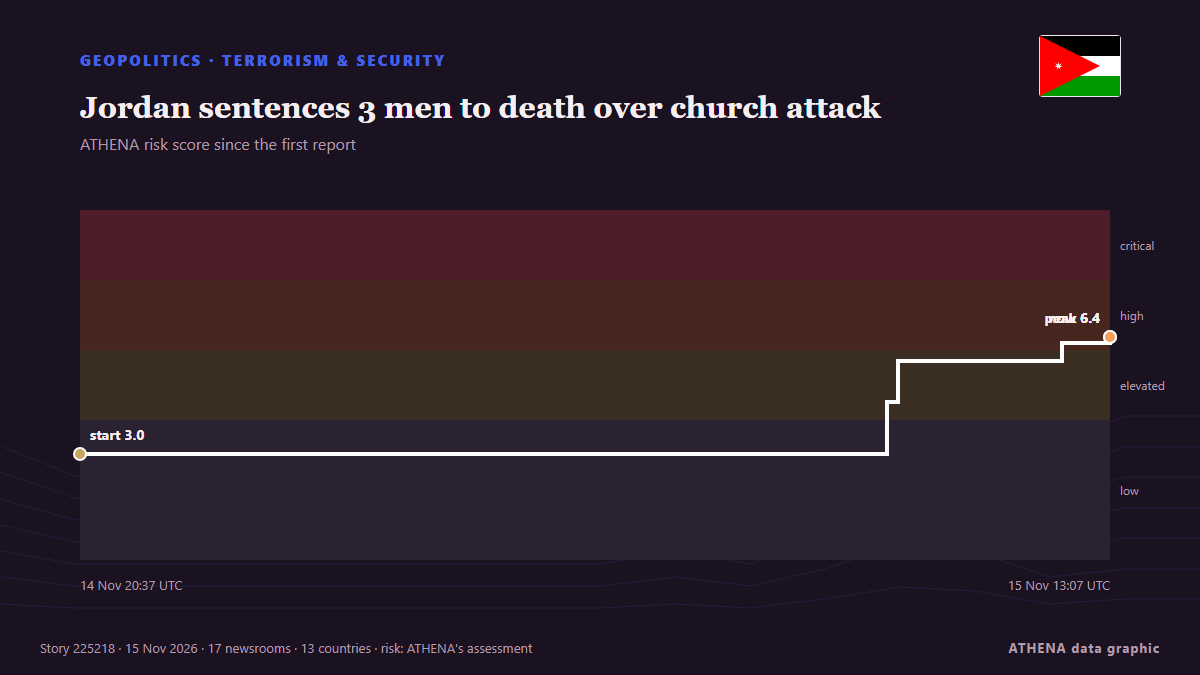 GEOPOLITICS · TERRORISM & SECURITY
Jordan sentences 3 men to death over church attack
ATHENA risk score since the first report
critical
high
6.4
elevated
start 3.0
low
14 Nov 20:37 UTC
15 Nov 13:07 UTC
Story 225218 · 15 Nov 2026 · 17 newsrooms · 13 countries · risk: ATHENA's assessment
ATHENA data graphic